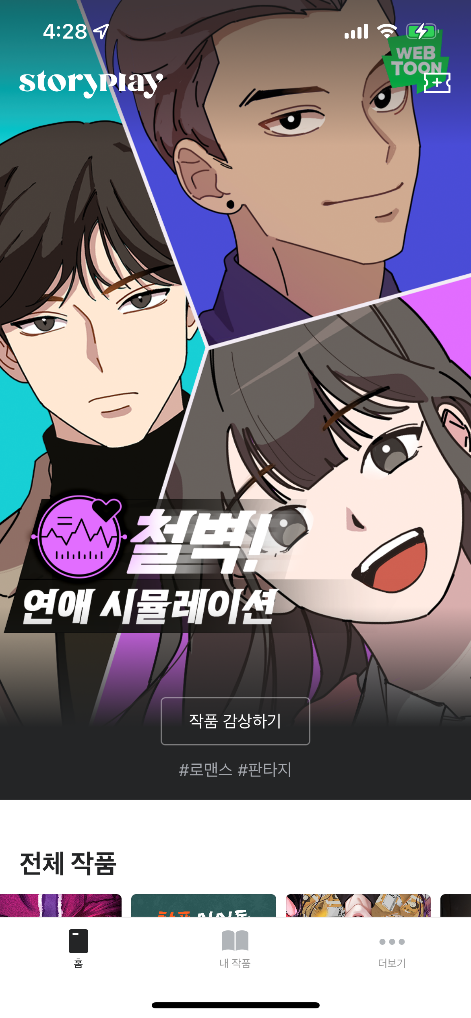 4:28
WEB
TOON
storyplay
철벽!
연애 시뮬레이션
작품 감상하기
#로맨스 #판타지
전체 작품
홈
내 작품
더보기